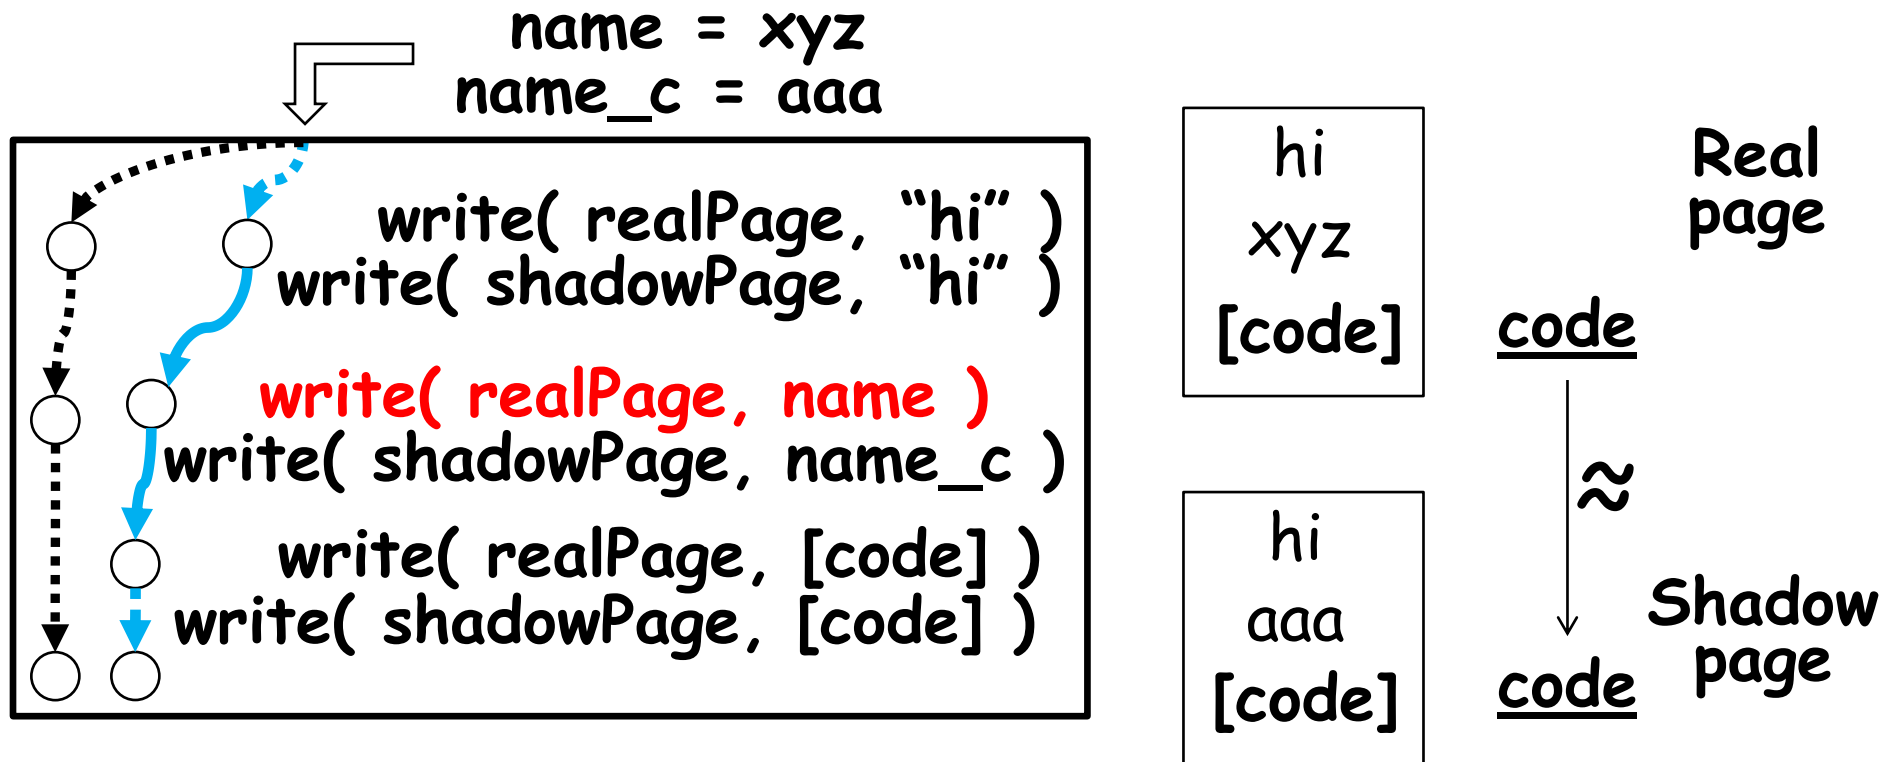 name = xyz
name_c = aaa
write( realPage, “hi” )
write( shadowPage, “hi” )
write( realPage, name )
write( shadowPage, name_c )
write( realPage, [code] )
write( shadowPage, [code] )
hi
xyz
[code]
Real
page
code
≈
hi
aaa
[code]
Shadow
page
code